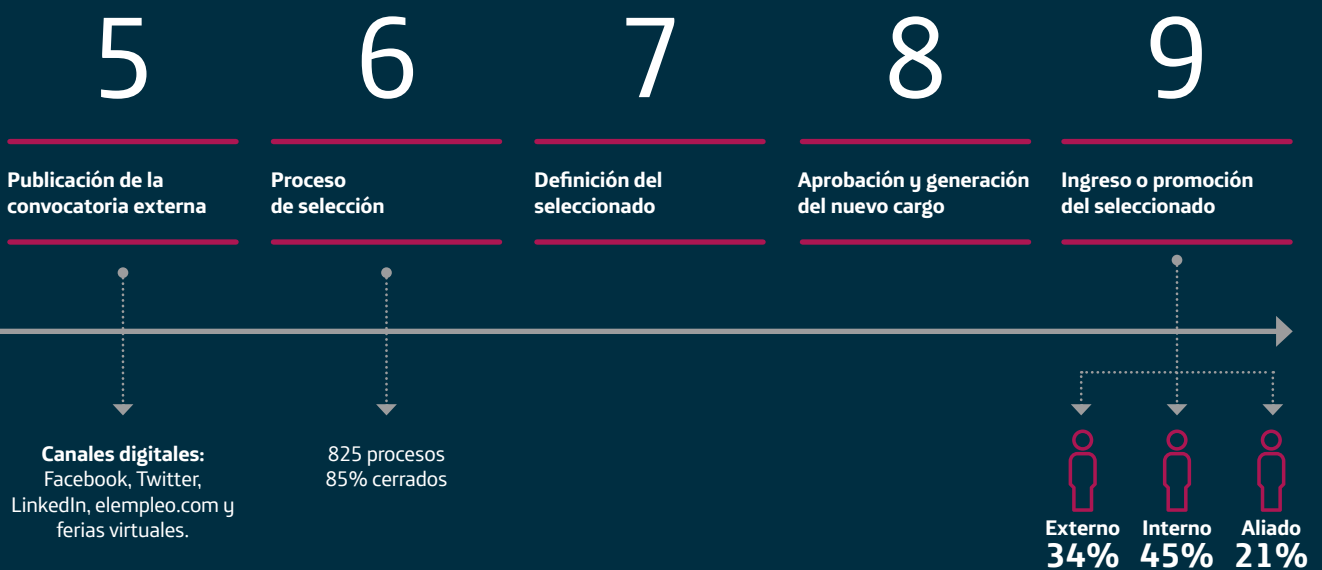 5
Publicación de la
convocatoria externa
6
Proceso
de selección
7
Definición del
seleccionado
8
Aprobación y generación
del nuevo cargo
9
Ingreso o promoción
del seleccionado
Canales digitales:
Facebook, Twitter,
LinkedIn, elempleo.com y
ferias virtuales.
825 procesos
85% cerrados
Externo
34%
Interno
45%
Aliado
21%